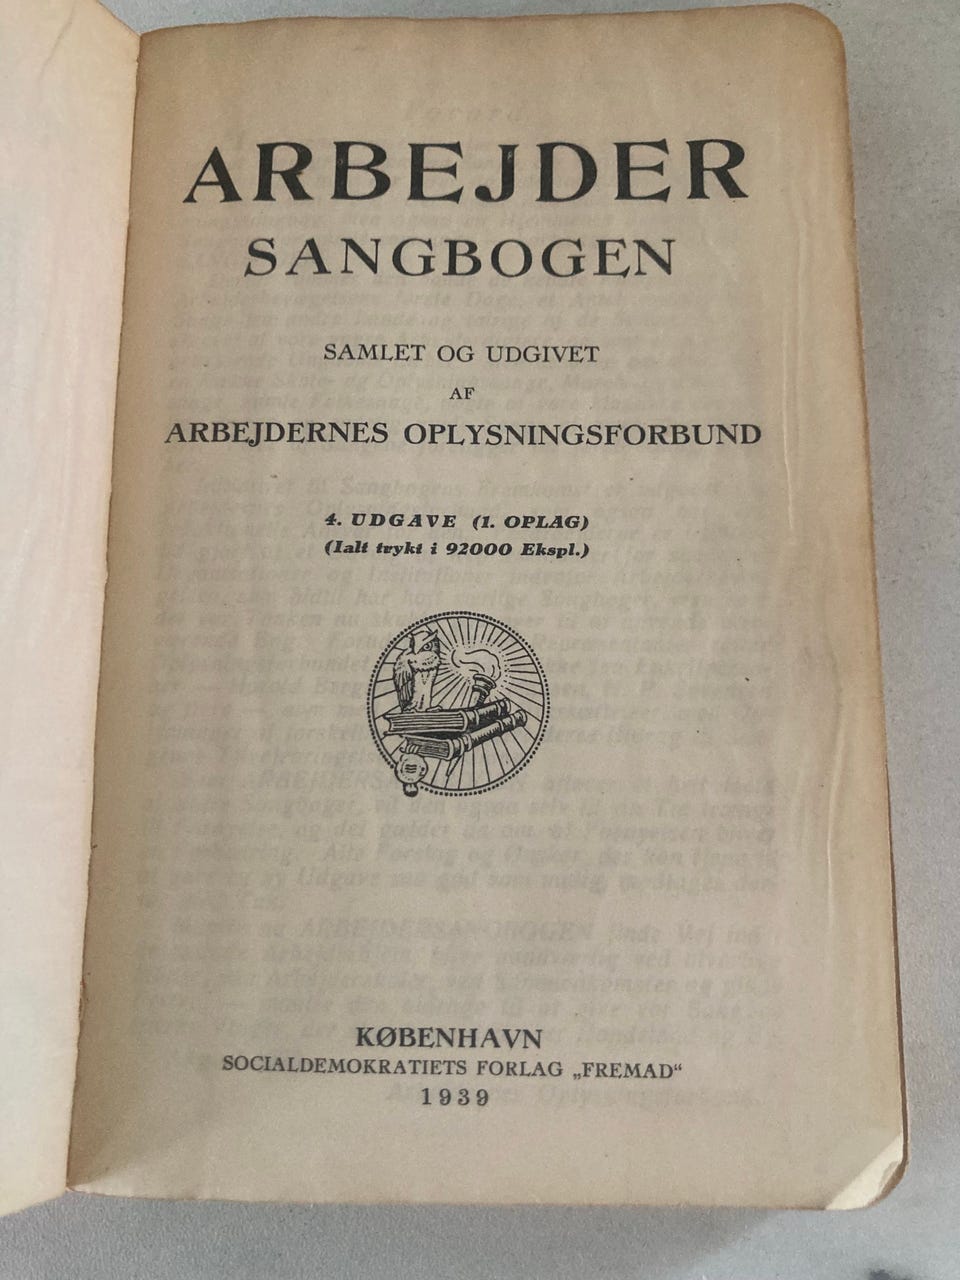 ARBEJDER
SANGBOGEN
SAMLET OG UDGIVET
AF
ARBEJDERNES OPLYSNINGSFORBUND
4. UDGAVE (1. OPLAG)
(Ialt trykt i 92000 Ekspl.)
KØBENHAVN
SOCIALDEMOKRATIETS FORLAG „FREMAD“
1939